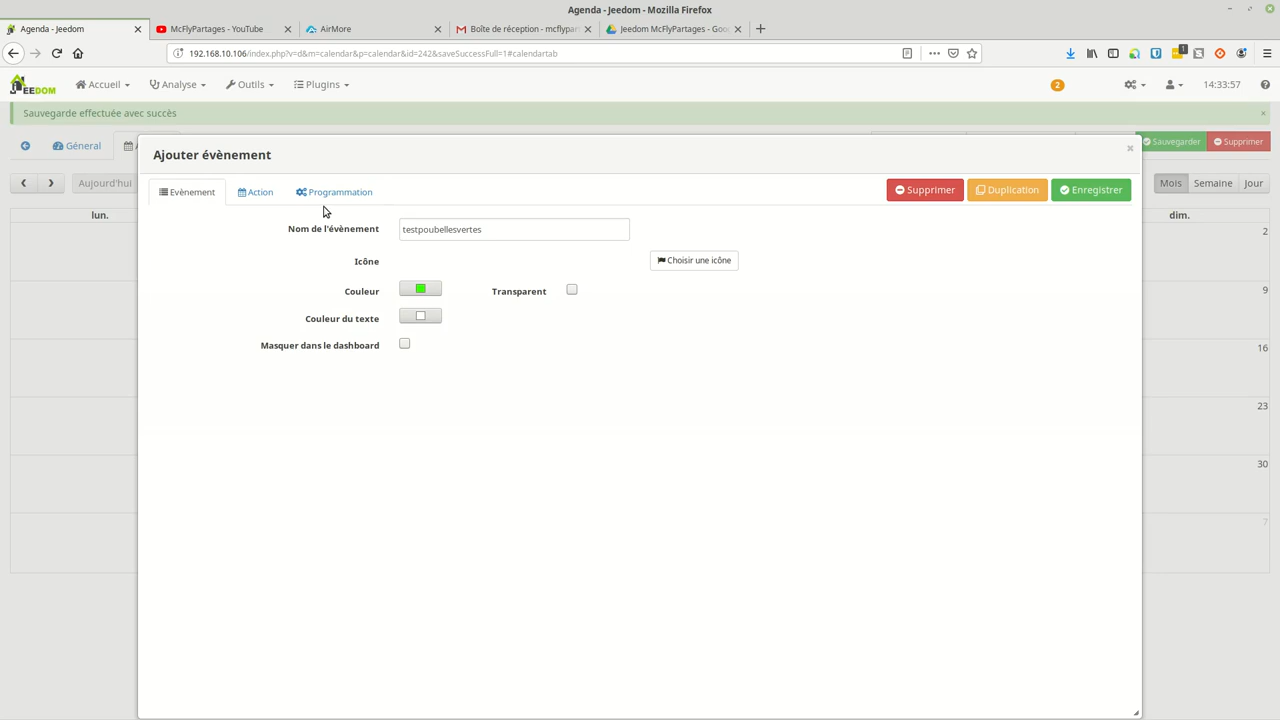 Agenda - Jeedom - Mozilla Firefox
Agenda - Jeedom
McFlyPartages - YouTube
AirMore
Boîte de réception - mcflypart
Jeedom McFlyPartages - Goo
192.168.10.106/index.php?v=d&m=calendar&p=calendar&id=242&saveSuccessFull=1#calendartab
1
JEEDOM
Accueil
Analyse
Outils
Plugins
2
14:33:57
Sauvegarde effectuée avec succès
Géneral
Sauvegarder
Supprimer
Ajouter évènement
Aujourd'hui
Mois
Semaine
Jour
Evènement
Action
Programmation
Supprimer
Duplication
Enregistrer
lun.
dim.
Nom de l'évènement
testpoubellesvertes
2
Icône
Choisir une icône
Couleur
Transparent
9
Couleur du texte
Masquer dans le dashboard
16
23
30
7